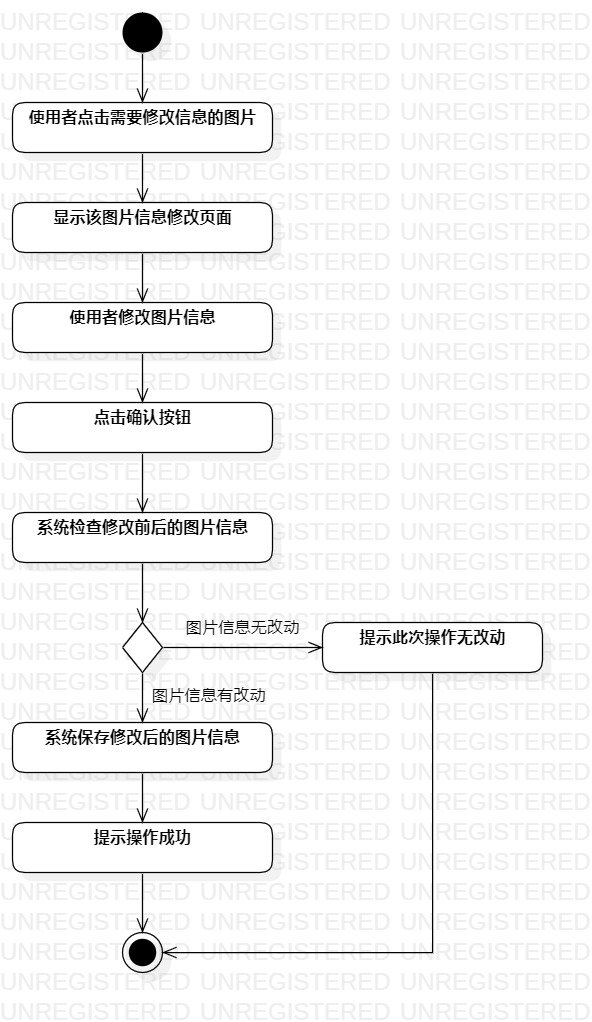 使用者点击需要修改信息的图片
显示该图片信息修改页面
使用者修改图片信息
点击确认按钮
系统检查修改前后的图片信息
图片信息无改动
提示此次操作无改动
图片信息有改动
系统保存修改后的图片信息
提示操作成功
UNREGISTERED